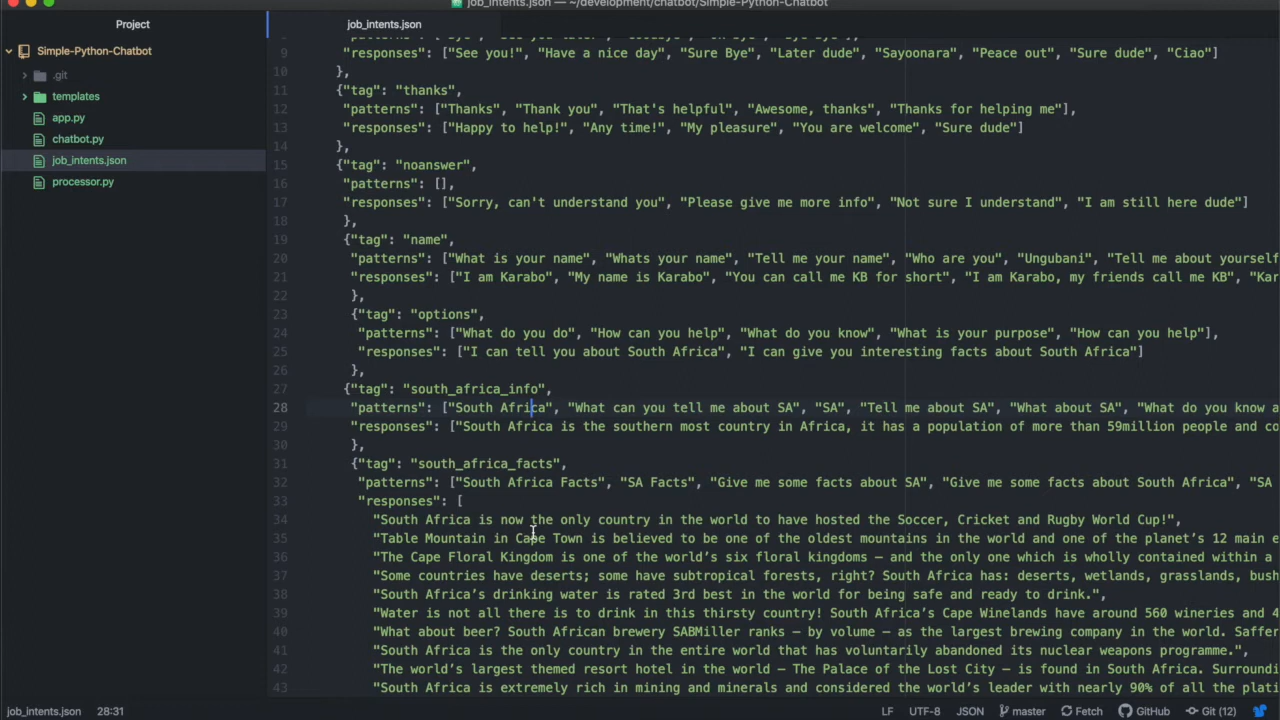 job_intents.json — ~/development/chatbot/Simple-Python-Chatbot
Project
job_intents.json
Simple-Python-Chatbot
.git
templates
app.py
chatbot.py
job_intents.json
processor.py
9 "responses": ["See you!", "Have a nice day", "Sure Bye", "Later dude", "Sayoonara", "Peace out", "Sure dude", "Ciao"]
10 },
11 {"tag": "thanks",
12 "patterns": ["Thanks", "Thank you", "That's helpful", "Awesome, thanks", "Thanks for helping me"],
13 "responses": ["Happy to help!", "Any time!", "My pleasure", "You are welcome", "Sure dude"]
14 },
15 {"tag": "noanswer",
16 "patterns": [],
17 "responses": ["Sorry, can't understand you", "Please give me more info", "Not sure I understand", "I am still here dude"]
18 },
19 {"tag": "name",
20 "patterns": ["What is your name", "Whats your name", "Tell me your name", "Who are you", "Ungubani", "Tell me about yourself
21 "responses": ["I am Karabo", "My name is Karabo", "You can call me KB for short", "I am Karabo, my friends call me KB", "Kar
22 },
23 {"tag": "options",
24 "patterns": ["What do you do", "How can you help", "What do you know", "What is your purpose", "How can you help"],
25 "responses": ["I can tell you about South Africa", "I can give you interesting facts about South Africa"]
26 },
27 {"tag": "south_africa_info",
28 "patterns": ["South Africa", "What can you tell me about SA", "SA", "Tell me about SA", "What about SA", "What do you know a
29 "responses": ["South Africa is the southern most country in Africa, it has a population of more than 59million people and co
30 },
31 {"tag": "south_africa_facts",
32 "patterns": ["South Africa Facts", "SA Facts", "Give me some facts about SA", "Give me some facts about South Africa", "SA
33 "responses": [
34 "South Africa is now the only country in the world to have hosted the Soccer, Cricket and Rugby World Cup!",
35 "Table Mountain in Cape Town is believed to be one of the oldest mountains in the world and one of the planet’s 12 main e
36 "The Cape Floral Kingdom is one of the world’s six floral kingdoms – and the only one which is wholly contained within a
37 "Some countries have deserts; some have subtropical forests, right? South Africa has: deserts, wetlands, grasslands, bush
38 "South Africa’s drinking water is rated 3rd best in the world for being safe and ready to drink.",
39 "Water is not all there is to drink in this thirsty country! South Africa’s Cape Winelands have around 560 wineries and 4
40 "What about beer? South African brewery SABMiller ranks – by volume – as the largest brewing company in the world. Saffer
41 "South Africa is the only country in the entire world that has voluntarily abandoned its nuclear weapons programme.",
42 "The world’s largest themed resort hotel in the world – The Palace of the Lost City – is found in South Africa. Surroundi
43 "South Africa is extremely rich in mining and minerals and considered the world’s leader with nearly 90% of all the plati
job_intents.json 28:31 LF UTF-8 JSON master Fetch GitHub Git (12)